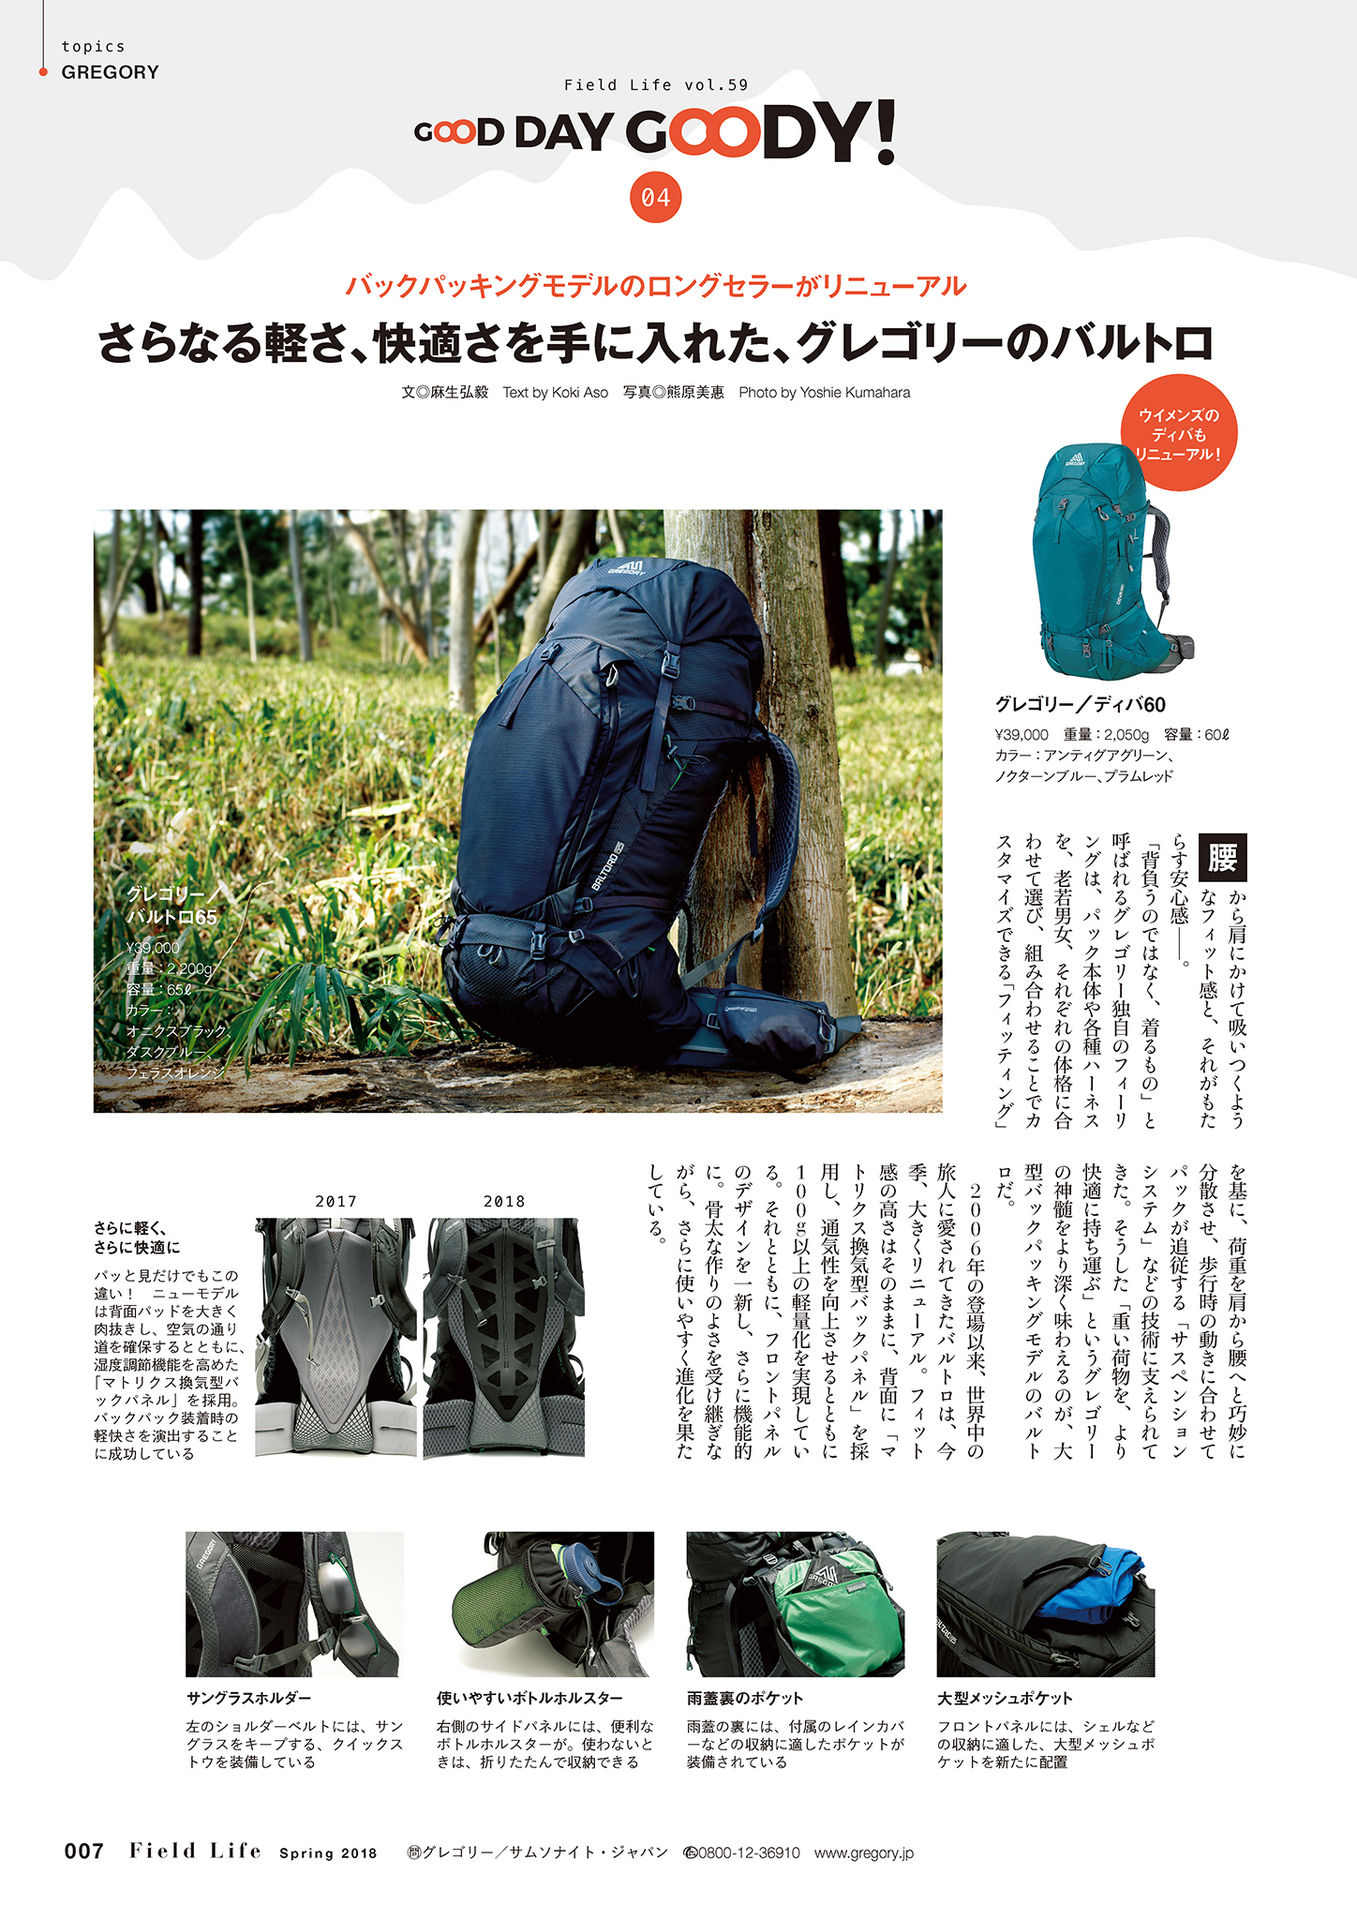 topics
GREGORY
Field Life vol.59
GOOD DAY GOODY!
04
バックパッキングモデルのロングセラーがリニューアル
さらなる軽さ、快適さを手に入れた、グレゴリーのバルトロ
文◎麻生弘毅 Text by Koki Aso 写真◎熊原美惠 Photo by Yoshie Kumahara
ウイメンズの
ディバも
リニューアル！
GREGORY
DEVA 60
グレゴリー／ディバ60
¥39,000 重量：2,050g 容量：60ℓ
カラー：アンティグアグリーン、
ノクターンブルー、プラムレッド
GREGORY
BALTORO 65
グレゴリー／
バルトロ65
¥39,000
重量：2,200g
容量：65ℓ
カラー：
オニクスブラック、
ダスクブルー、
フェラスオレンジ
腰から肩にかけて吸いつくよう
なフィット感と、それがもた
らす安心感――。
「背負うのではなく、着るもの」と
呼ばれるグレゴリー独自のフィーリ
ングは、パック本体や各種ハーネス
を、老若男女、それぞれの体格に合
わせて選び、組み合わせることでカ
スタマイズできる「フィッティング」
を基に、荷重を肩から腰へと巧妙に
分散させ、歩行時の動きに合わせて
パックが追従する「サスペンション
システム」などの技術に支えられて
きた。そうした「重い荷物を、より
快適に持ち運ぶ」というグレゴリー
の神髄をより深く味わえるのが、大
型バックパッキングモデルのバルト
ロだ。
2006年の登場以来、世界中の
旅人に愛されてきたバルトロは、今
季、大きくリニューアル。フィット
感の高さはそのままに、背面に「マ
トリクス換気型バックパネル」を採
用し、通気性を向上させるとともに
100g以上の軽量化を実現してい
る。それとともに、フロントパネル
のデザインを一新し、さらに機能的
に。骨太な作りのよさを受け継ぎな
がら、さらに使いやすく進化を果た
している。
さらに軽く、
さらに快適に
パッと見だけでもこの
違い！ ニューモデル
は背面パッドを大きく
肉抜きし、空気の通り
道を確保するとともに、
湿度調節機能を高めた
「マトリクス換気型バ
ックパネル」を採用。
バックパック装着時の
軽快さを演出すること
に成功している
2017
2018
GREGORY
サングラスホルダー
左のショルダーベルトには、サン
グラスをキープする、クイックス
トウを装備している
使いやすいボトルホルスター
右側のサイドパネルには、便利な
ボトルホルスターが。使わないと
きは、折りたたんで収納できる
GREGORY
雨蓋裏のポケット
雨蓋の裏には、付属のレインカバ
ーなどの収納に適したポケットが
装備されている
BALTORO 65
大型メッシュポケット
フロントパネルには、シェルなど
の収納に適した、大型メッシュポ
ケットを新たに配置
007 Field Life Spring 2018 ㉄グレゴリー／サムソナイト・ジャパン ✆0800-12-36910 www.gregory.jp